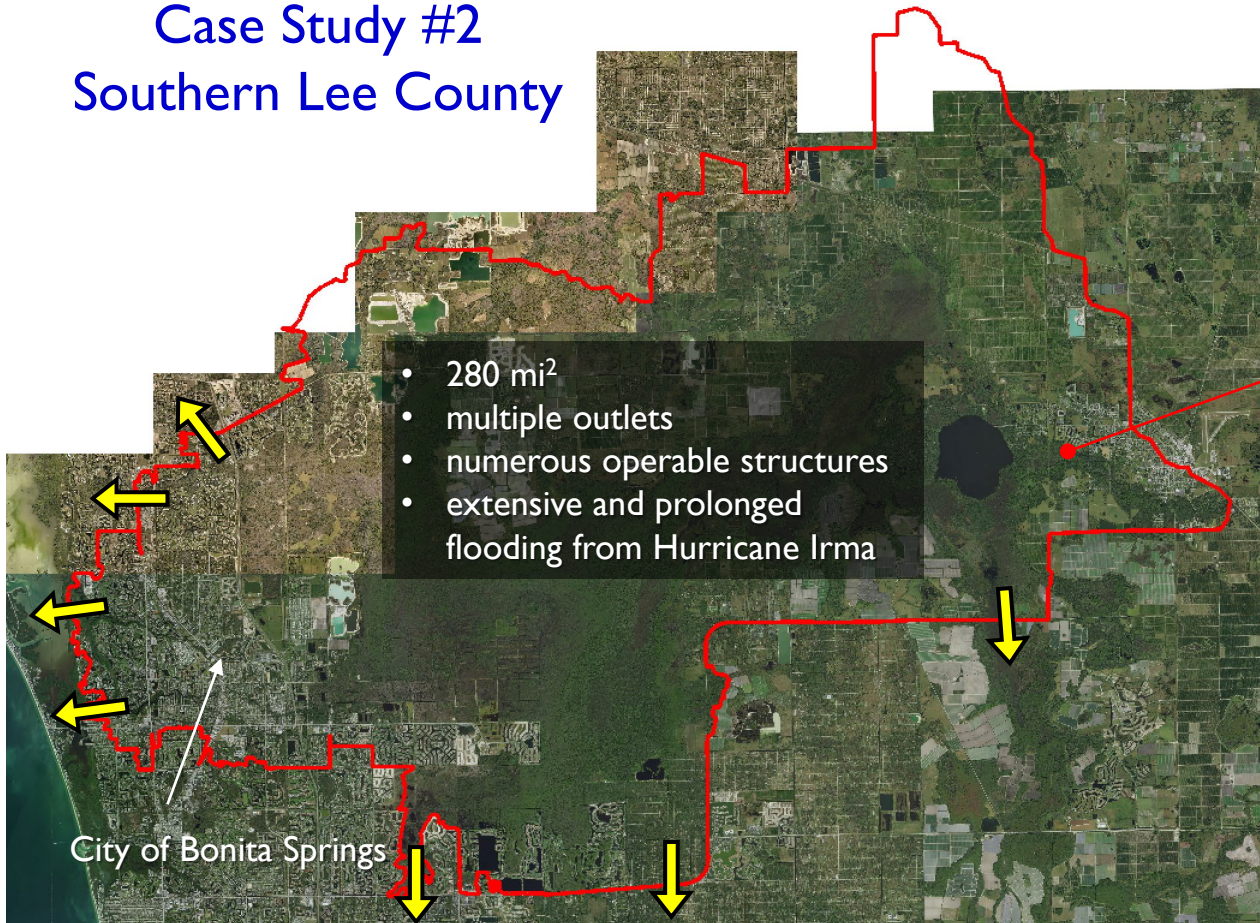 Case Study #2
Southern Lee County
• 280 mi²
• multiple outlets
• numerous operable structures
• extensive and prolonged
flooding from Hurricane Irma
City of Bonita Springs